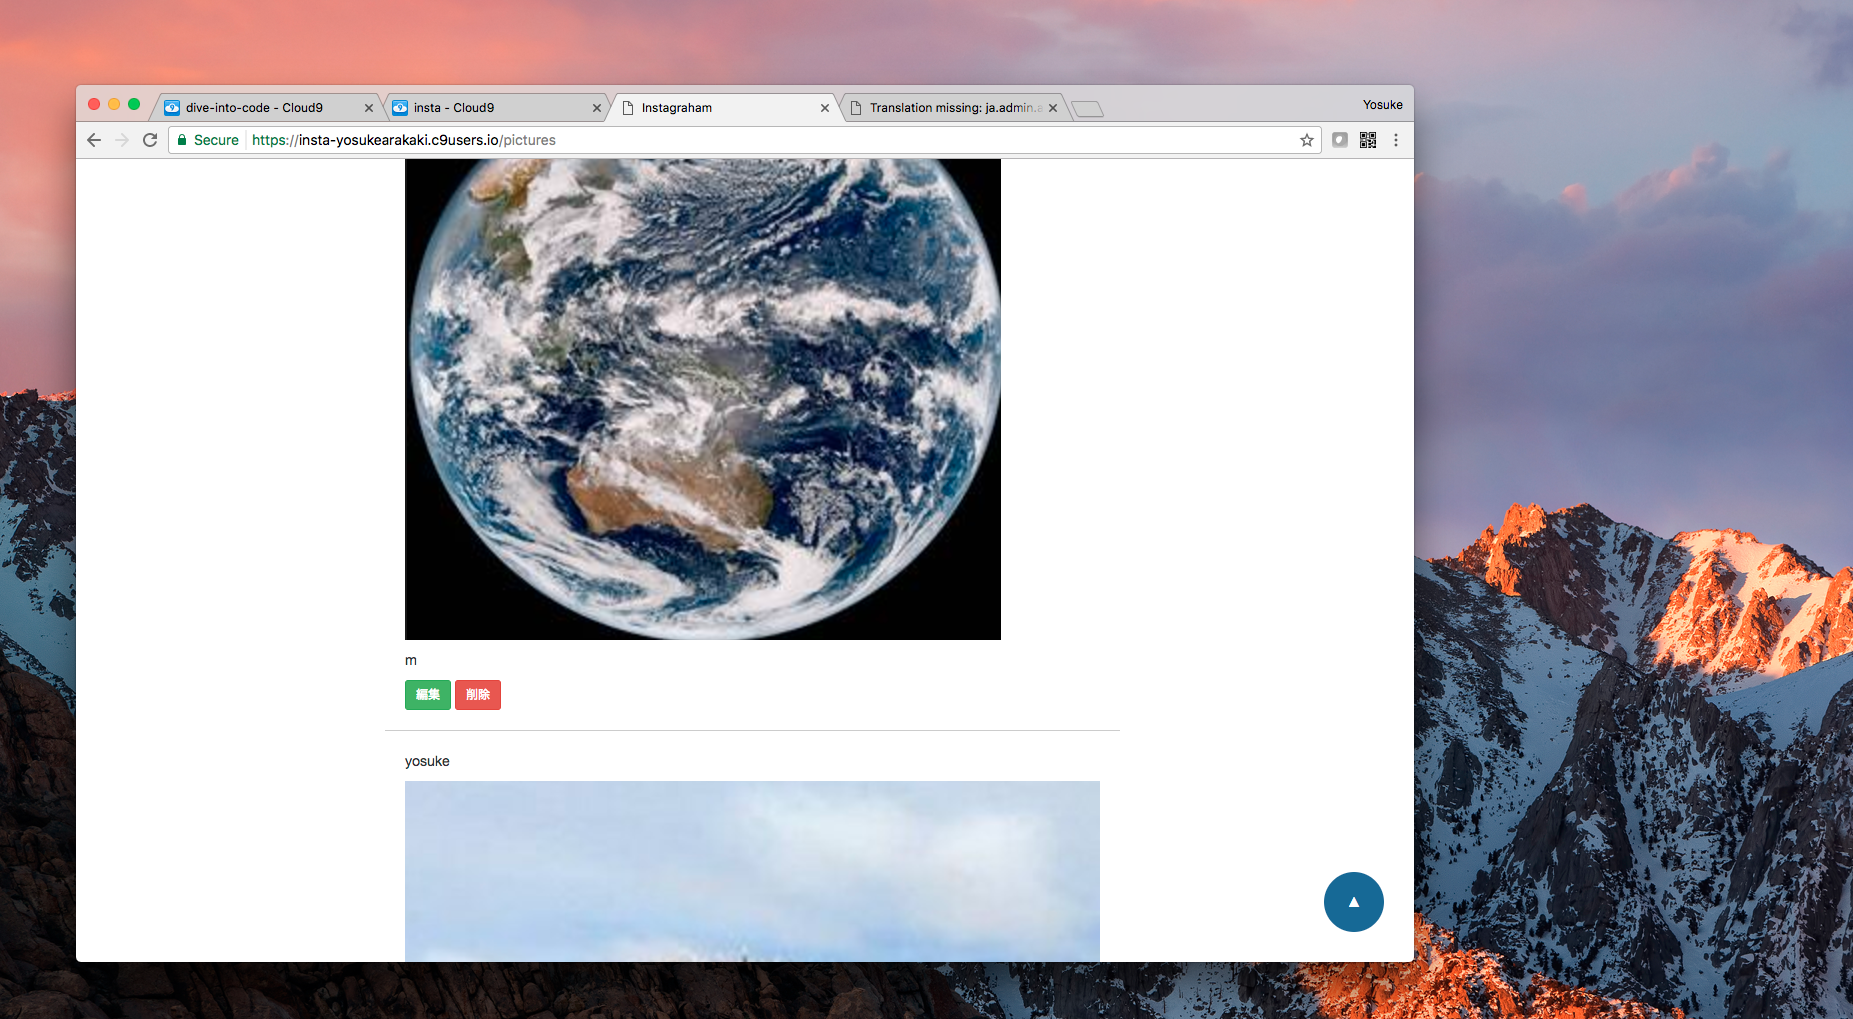 dive-into-code - Cloud9
insta - Cloud9
Instagraham
Translation missing: ja.admin.a
Yosuke
Secure
https://insta-yosukearakaki.c9users.io/pictures
m
編集
削除
yosuke
▲